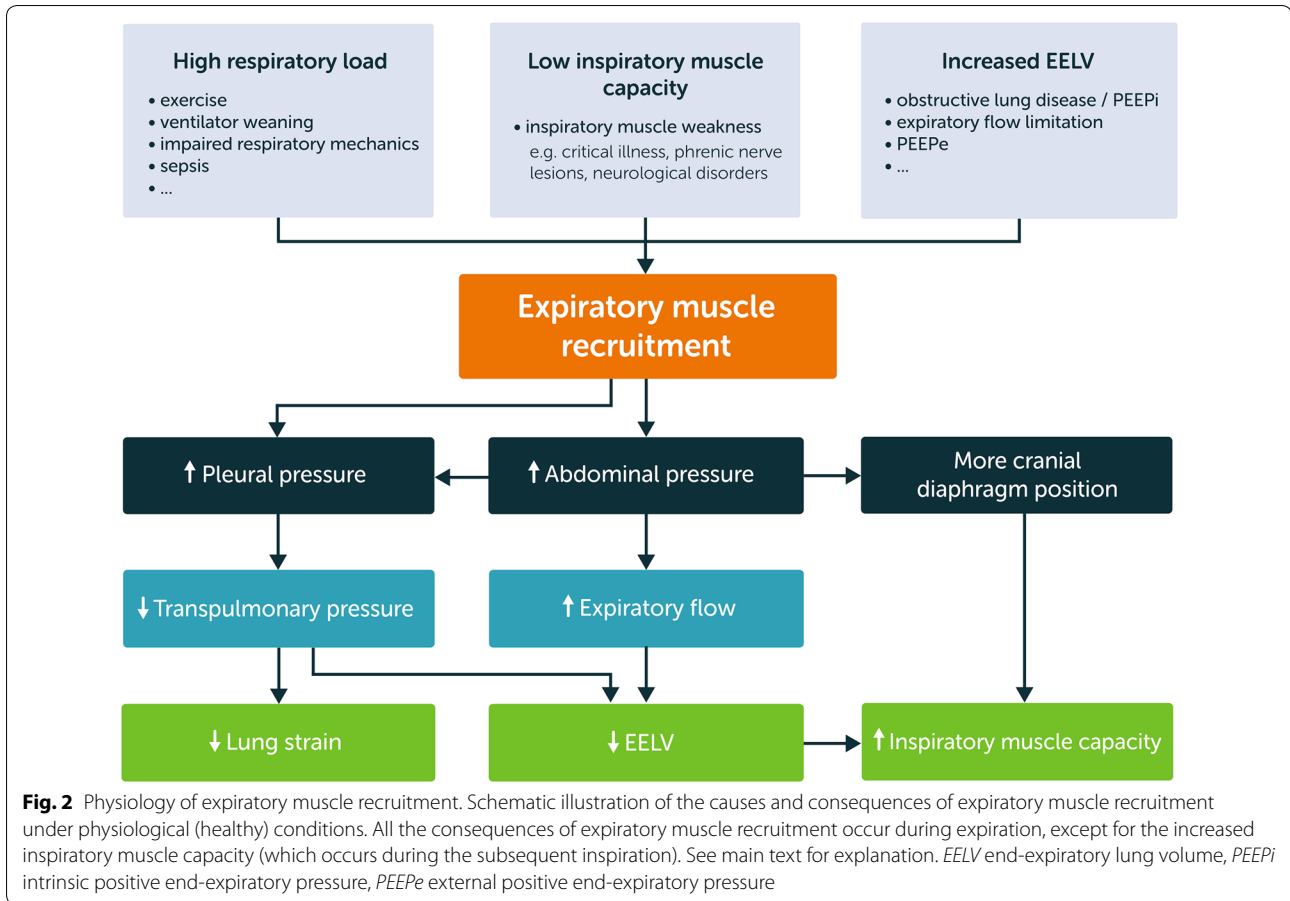 High respiratory load
• exercise
• ventilator weaning
• impaired respiratory mechanics
• sepsis
• ...
Low inspiratory muscle
capacity
• inspiratory muscle weakness
e.g. critical illness, phrenic nerve
lesions, neurological disorders
Increased EELV
• obstructive lung disease / PEEPi
• expiratory flow limitation
• PEEPe
• ...
Expiratory muscle
recruitment
↑ Pleural pressure
↑ Abdominal pressure
More cranial
diaphragm position
↓ Transpulmonary pressure
↑ Expiratory flow
↓ Lung strain
↓ EELV
↑ Inspiratory muscle capacity
Fig. 2 Physiology of expiratory muscle recruitment. Schematic illustration of the causes and consequences of expiratory muscle recruitment
under physiological (healthy) conditions. All the consequences of expiratory muscle recruitment occur during expiration, except for the increased
inspiratory muscle capacity (which occurs during the subsequent inspiration). See main text for explanation. EELV end-expiratory lung volume, PEEPi
intrinsic positive end-expiratory pressure, PEEPe external positive end-expiratory pressure